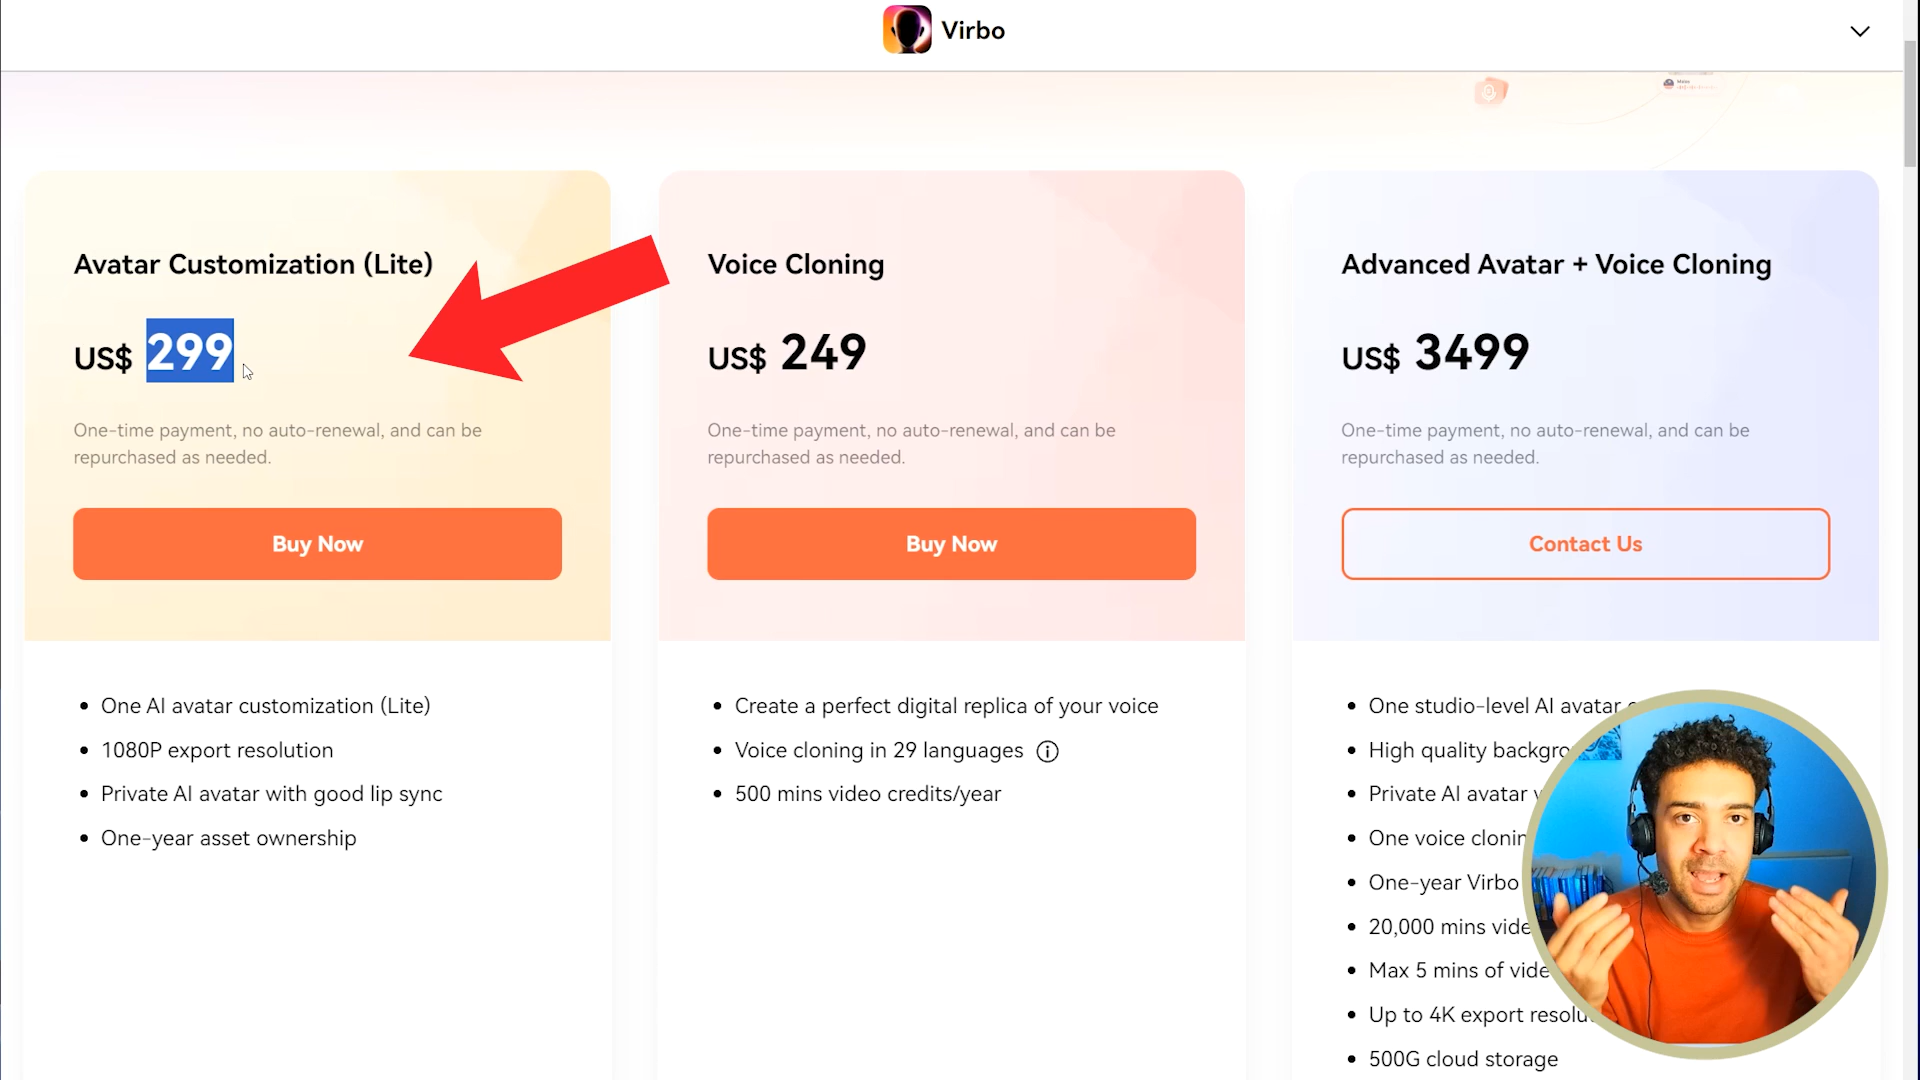 Virbo
Avatar Customization (Lite)
US$ 299
One-time payment, no auto-renewal, and can be
repurchased as needed.
Buy Now
One AI avatar customization (Lite)
1080P export resolution
Private AI avatar with good lip sync
One-year asset ownership
Voice Cloning
US$ 249
One-time payment, no auto-renewal, and can be
repurchased as needed.
Buy Now
Create a perfect digital replica of your voice
Voice cloning in 29 languages
500 mins video credits/year
Advanced Avatar + Voice Cloning
US$ 3499
One-time payment, no auto-renewal, and can be
repurchased as needed.
Contact Us
One studio-level AI avatar
High quality
Private AI avatar
One voice
One-year Virbo
20,000 mins
Max 5 mins of
Up to 4K export
500G cloud storage